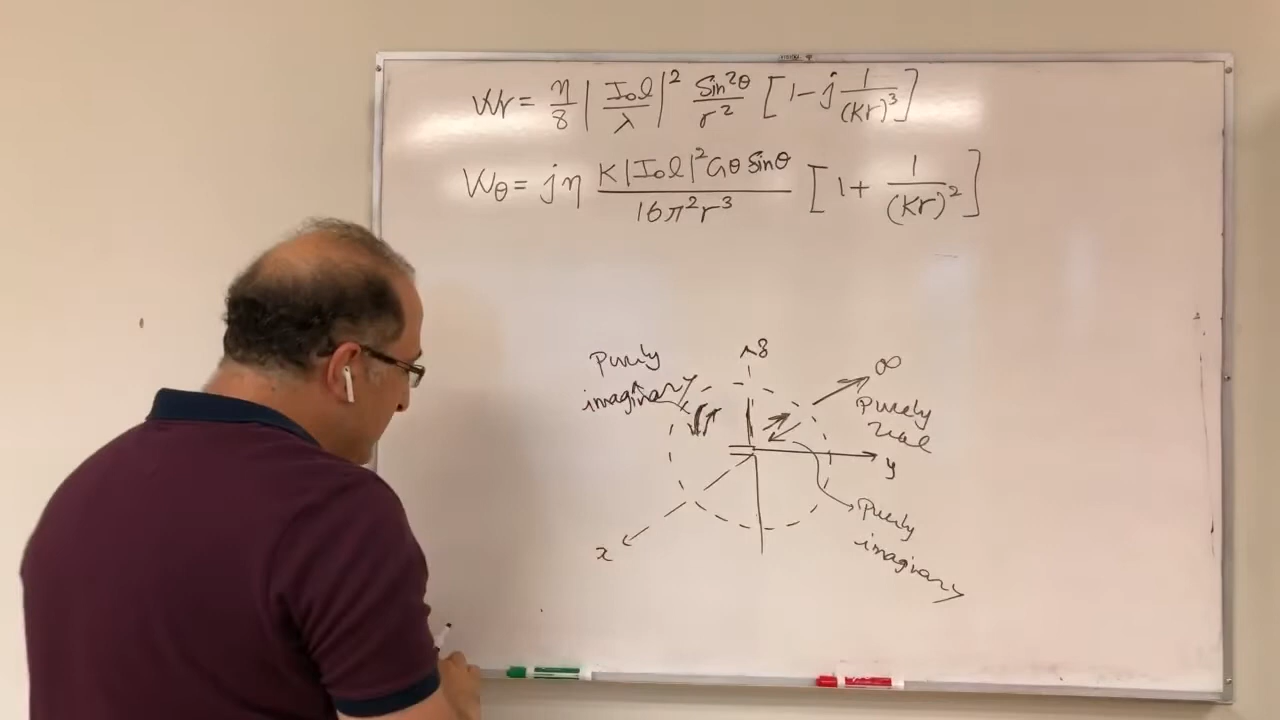 Wr = η/8 |I₀l/λ|² Sin²θ/r² [1 - j 1/(kr)³]
Wθ = jη K|I₀l|² Cosθ Sinθ / 16π²r³ [1 + 1/(kr)²]
Purely
imaginary
z
∞
Purely
real
y
Purely
imaginary
x